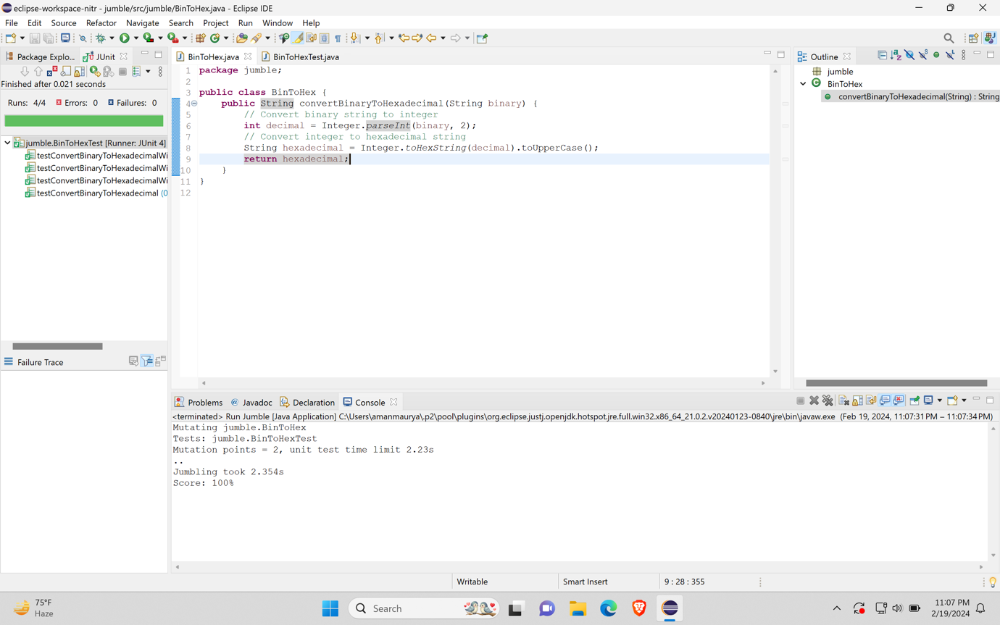 eclipse-workspace-nitr - jumble/src/jumble/BinToHex.java - Eclipse IDE
File Edit Source Refactor Navigate Search Project Run Window Help
Package Explo... JUnit
Finished after 0.021 seconds
Runs: 4/4 Errors: 0 Failures: 0
jumble.BinToHexTest [Runner: JUnit 4]
testConvertBinaryToHexadecimalWi
testConvertBinaryToHexadecimalWi
testConvertBinaryToHexadecimalWi
testConvertBinaryToHexadecimal (0
Failure Trace
BinToHex.java BinToHexTest.java
1 package jumble;
2
3 public class BinToHex {
4 public String convertBinaryToHexadecimal(String binary) {
5 // Convert binary string to integer
6 int decimal = Integer.parseInt(binary, 2);
7 // Convert integer to hexadecimal string
8 String hexadecimal = Integer.toHexString(decimal).toUpperCase();
9 return hexadecimal;
10 }
11 }
12
Outline
jumble
BinToHex
convertBinaryToHexadecimal(String) : String
Problems @ Javadoc Declaration Console
<terminated> Run Jumble [Java Application] C:\Users\amanmaurya\.p2\pool\plugins\org.eclipse.justj.openjdk.hotspot.jre.full.win32.x86_64_21.0.2.v20240123-0840\jre\bin\javaw.exe (Feb 19, 2024, 11:07:31 PM – 11:07:34 PM)
Mutating jumble.BinToHex
Tests: jumble.BinToHexTest
Mutation points = 2, unit test time limit 2.23s
..
Jumbling took 2.354s
Score: 100%
Writable Smart Insert 9 : 28 : 355
75°F
Haze
Search
11:07 PM
2/19/2024